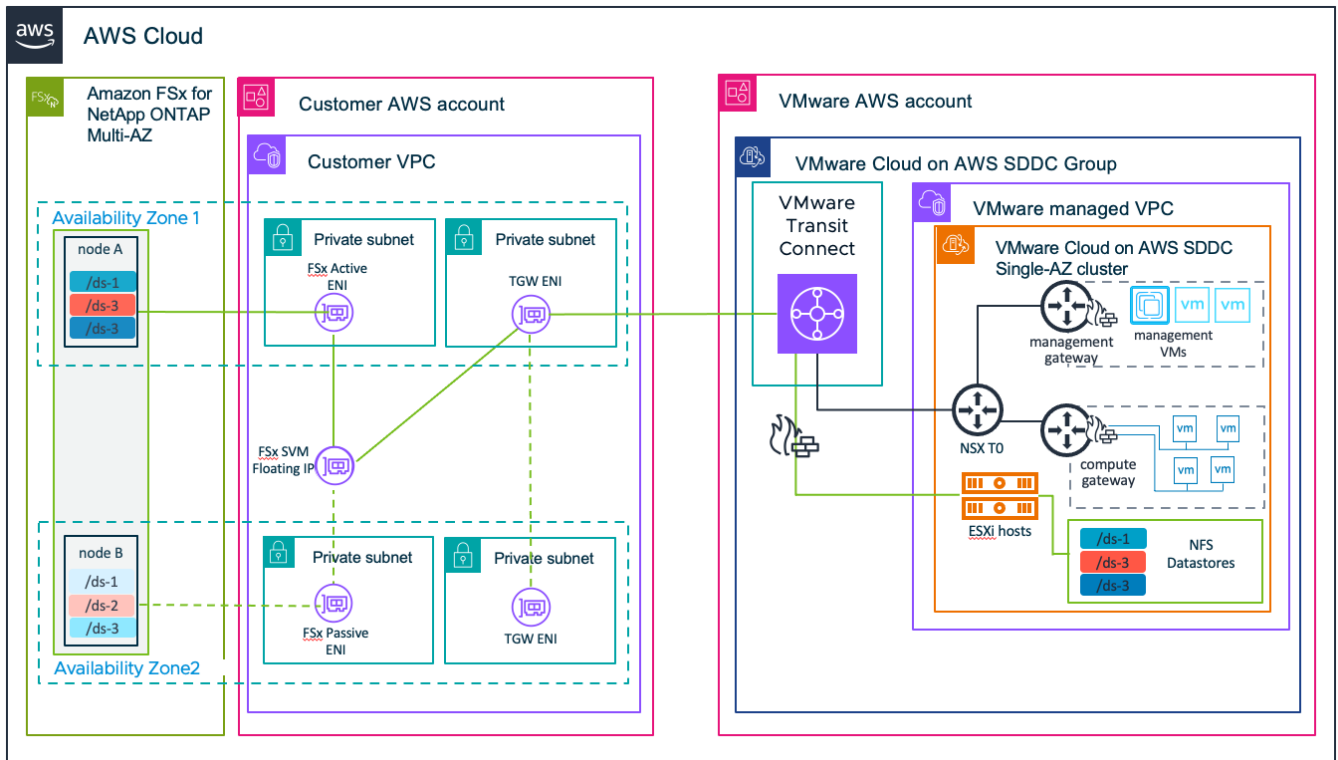 aws
AWS Cloud
FSx
N
Amazon FSx for
NetApp ONTAP
Multi-AZ
Customer AWS account
Customer VPC
Availability Zone 1
node A
/ds-1
/ds-3
/ds-3
Private subnet
FSx Active
ENI
Private subnet
TGW ENI
FSx SVM
Floating IP
node B
/ds-1
/ds-2
/ds-3
Availability Zone2
Private subnet
FSx Passive
ENI
Private subnet
TGW ENI
VMware AWS account
VMware Cloud on AWS SDDC Group
VMware
Transit
Connect
VMware managed VPC
VMware Cloud on AWS SDDC
Single-AZ cluster
management
gateway
vm
vm
management
VMs
NSX T0
compute
gateway
vm
vm
vm
vm
ESXi hosts
/ds-1
/ds-3
/ds-3
NFS
Datastores